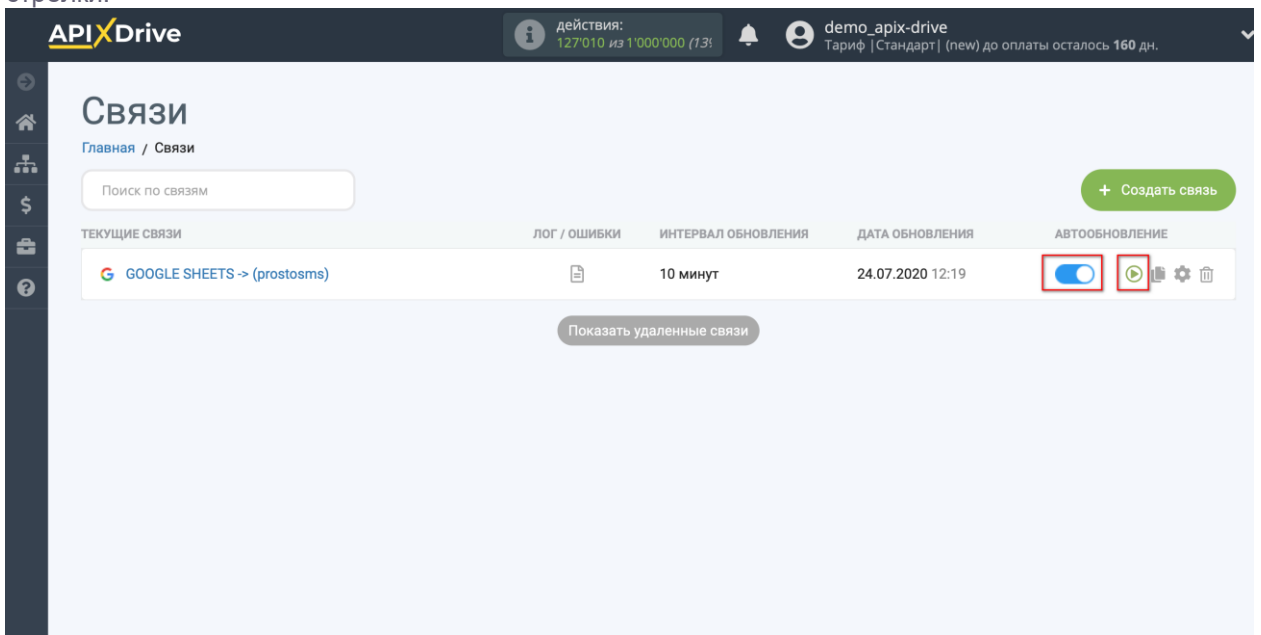 стрелки.
APIXDrive
действия:
127'010 из 1'000'000 (139
demo_apix-drive
Тариф |Стандарт| (new) до оплаты осталось 160 дн.
Связи
Главная / Связи
Поиск по связям
+ Создать связь
ТЕКУЩИЕ СВЯЗИ ЛОГ / ОШИБКИ ИНТЕРВАЛ ОБНОВЛЕНИЯ ДАТА ОБНОВЛЕНИЯ АВТООБНОВЛЕНИЕ
GOOGLE SHEETS -> (prostosms) 10 минут 24.07.2020 12:19
Показать удаленные связи